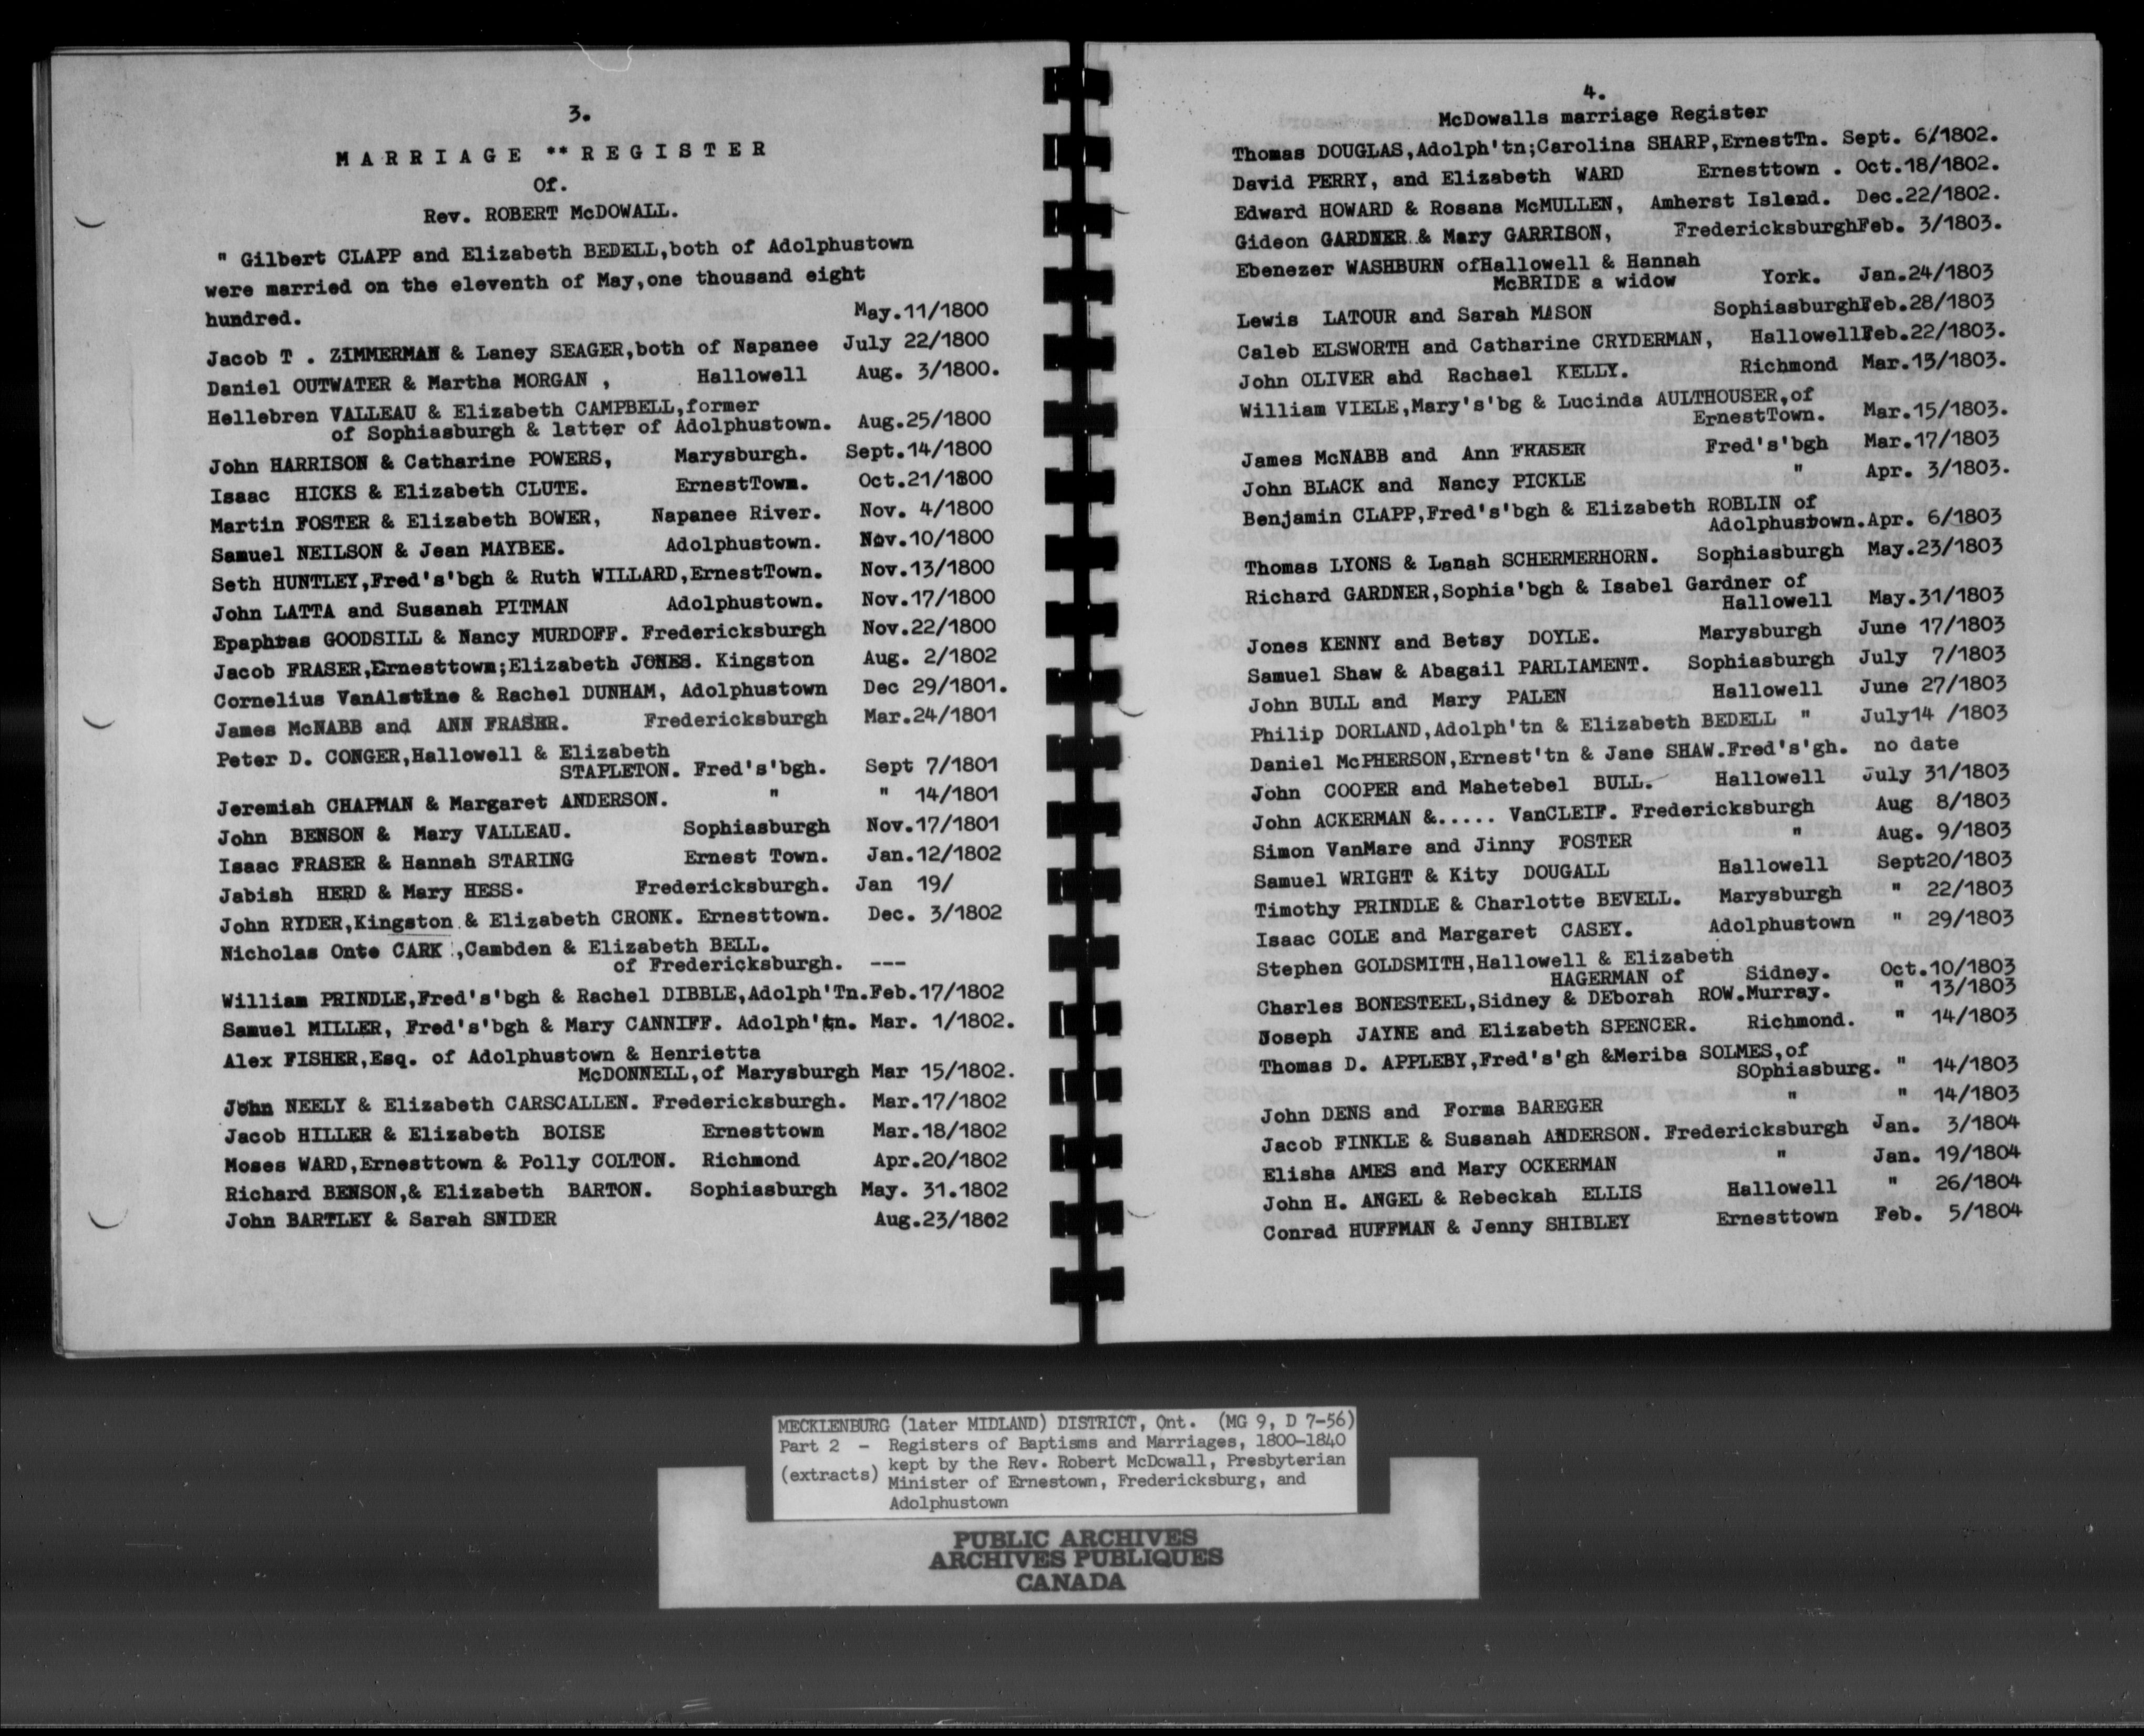 3.
MARRIAGE ** REGISTER
Of.
Rev. ROBERT McDOWALL.
" Gilbert CLAPP and Elizabeth BEDELL,both of Adolphustown
were married on the eleventh of May,one thousand eight
hundred. May.11/1800
Jacob T . ZIMMERMAN & Laney SEAGER,both of Napanee July 22/1800
Daniel OUTWATER & Martha MORGAN , Hallowell Aug. 3/1800.
Hellebren VALLEAU & Elizabeth CAMPBELL,former
of Sophiasburgh & latter of Adolphustown. Aug.25/1800
John HARRISON & Catharine POWERS, Marysburgh. Sept.14/1800
Isaac HICKS & Elizabeth CLUTE. ErnestTown. Oct.21/1800
Martin FOSTER & Elizabeth BOWER, Napanee River. Nov. 4/1800
Samuel NEILSON & Jean MAYBEE. Adolphustown. Nov.10/1800
Seth HUNTLEY,Fred's'bgh & Ruth WILLARD,ErnestTown. Nov.13/1800
John LATTA and Susanah PITMAN Adolphustown. Nov.17/1800
Epaphras GOODSILL & Nancy MURDOFF. Fredericksburgh Nov.22/1800
Jacob FRASER,Ernesttown;Elizabeth JONES. Kingston Aug. 2/1802
Cornelius VanAlstine & Rachel DUNHAM, Adolphustown Dec 29/1801.
James McNABB and ANN FRASER. Fredericksburgh Mar.24/1801
Peter D. CONGER,Hallowell & Elizabeth
STAPLETON. Fred's'bgh. Sept 7/1801
Jeremiah CHAPMAN & Margaret ANDERSON. " " 14/1801
John BENSON & Mary VALLEAU. Sophiasburgh Nov.17/1801
Isaac FRASER & Hannah STARING Ernest Town. Jan.12/1802
Jabish HERD & Mary HESS. Fredericksburgh. Jan 19/
John RYDER,Kingston & Elizabeth CRONK. Ernesttown. Dec. 3/1802
Nicholas Onte CARK ,Cambden & Elizabeth BELL.
of Fredericksburgh. ---
William PRINDLE,Fred's'bgh & Rachel DIBBLE,Adolph'Tn.Feb.17/1802
Samuel MILLER, Fred's'bgh & Mary CANNIFF. Adolph'tn. Mar. 1/1802.
Alex FISHER,Esq. of Adolphustown & Henrietta
McDONNELL,of Marysburgh Mar 15/1802.
John NEELY & Elizabeth CARSCALLEN. Fredericksburgh. Mar.17/1802
Jacob HILLER & Elizabeth BOISE Ernesttown Mar.18/1802
Moses WARD,Ernesttown & Polly COLTON. Richmond Apr.20/1802
Richard BENSON,& Elizabeth BARTON. Sophiasburgh May. 31.1802
John BARTLEY & Sarah SNIDER Aug.23/1802
4.
McDowalls marriage Register
Thomas DOUGLAS,Adolph'tn;Carolina SHARP,ErnestTn. Sept. 6/1802.
David PERRY, and Elizabeth WARD Ernesttown . Oct.18/1802.
Edward HOWARD & Rosana McMULLEN, Amherst Island. Dec.22/1802.
Gideon GARDNER & Mary GARRISON, FredericksburghFeb. 3/1803.
Ebenezer WASHBURN ofHallowell & Hannah
McBRIDE a widow York. Jan.24/1803
Lewis LATOUR and Sarah MASON SophiasburghFeb.28/1803
Caleb ELSWORTH and Catharine CRYDERMAN, HallowellFeb.22/1803.
John OLIVER ahd Rachael KELLY. Richmond Mar.13/1803.
William VIELE,Mary's'bg & Lucinda AULTHOUSER,of
ErnestTown. Mar.15/1803.
James McNABB and Ann FRASER Fred's'bgh Mar.17/1803
John BLACK and Nancy PICKLE " Apr. 3/1803.
Benjamin CLAPP,Fred's'bgh & Elizabeth ROBLIN of
Adolphustown.Apr. 6/1803
Thomas LYONS & Lanah SCHERMERHORN. Sophiasburgh May.23/1803
Richard GARDNER,Sophia'bgh & Isabel Gardner of
Hallowell May.31/1803
Jones KENNY and Betsy DOYLE. Marysburgh June 17/1803
Samuel Shaw & Abagail PARLIAMENT. Sophiasburgh July 7/1803
John BULL and Mary PALEN Hallowell June 27/1803
Philip DORLAND,Adolph'tn & Elizabeth BEDELL " July14 /1803
Daniel McPHERSON,Ernest'tn & Jane SHAW.Fred's'gh. no date
John COOPER and Mahetebel BULL. Hallowell July 31/1803
John ACKERMAN &..... VanCLEIF. Fredericksburgh Aug 8/1803
Simon VanMare and Jinny FOSTER " Aug. 9/1803
Samuel WRIGHT & Kity DOUGALL Hallowell Sept20/1803
Timothy PRINDLE & Charlotte BEVELL. Marysburgh " 22/1803
Isaac COLE and Margaret CASEY. Adolphustown " 29/1803
Stephen GOLDSMITH,Hallowell & Elizabeth
HAGERMAN of Sidney. Oct.10/1803
Charles BONESTEEL,Sidney & DEborah ROW.Murray. " 13/1803
Joseph JAYNE and Elizabeth SPENCER. Richmond. " 14/1803
Thomas D. APPLEBY,Fred's'gh &Meriba SOLMES,of
SOphiasburg. " 14/1803
John DENS and Forma BAREGER " " 14/1803
Jacob FINKLE & Susanah ANDERSON. Fredericksburgh Jan. 3/1804
Elisha AMES and Mary OCKERMAN " Jan. 19/1804
John H. ANGEL & Rebeckah ELLIS Hallowell " 26/1804
Conrad HUFFMAN & Jenny SHIBLEY Ernesttown Feb. 5/1804
MECKLENBURG (later MIDLAND) DISTRICT, Ont. (MG 9, D 7-56)
Part 2 - Registers of Baptisms and Marriages, 1800-1840
(extracts) kept by the Rev. Robert McDowall, Presbyterian
Minister of Ernestown, Fredericksburg, and
Adolphustown
PUBLIC ARCHIVES
ARCHIVES PUBLIQUES
CANADA